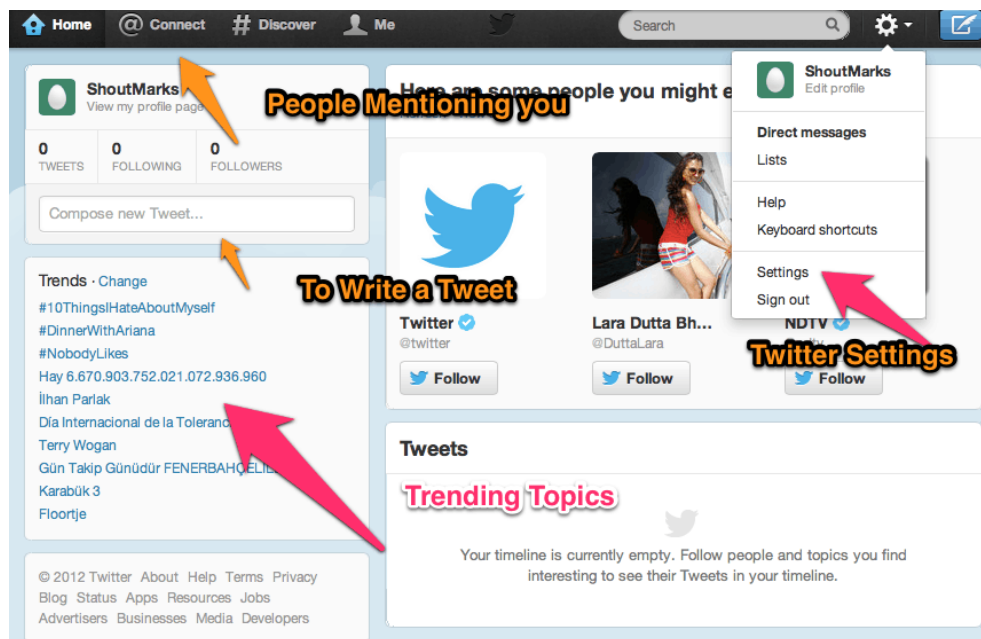 Home Connect Discover Me Search
ShoutMarks
View my profile page
0 0 0
TWEETS FOLLOWING FOLLOWERS
Compose new Tweet...
Trends · Change
#10ThingsIHateAboutMyself
#DinnerWithAriana
#NobodyLikes
Hay 6.670.903.752.021.072.936.960
İlhan Parlak
Día Internacional de la
Terry Wogan
Gün Takip Günüdür
Karabük 3
Floortje
© 2012 Twitter About Help Terms Privacy
Blog Status Apps Resources Jobs
Advertisers Businesses Media Developers
Here are some people you might
People Mentioning you
To Write a Tweet
Twitter
@twitter
Follow
Lara Dutta Bh...
@DuttaLara
Follow
NDTV
Follow
ShoutMarks
Edit profile
Direct messages
Lists
Help
Keyboard shortcuts
Settings
Sign out
Twitter Settings
Tweets
Trending Topics
Your timeline is currently empty. Follow people and topics you find
interesting to see their Tweets in your timeline.